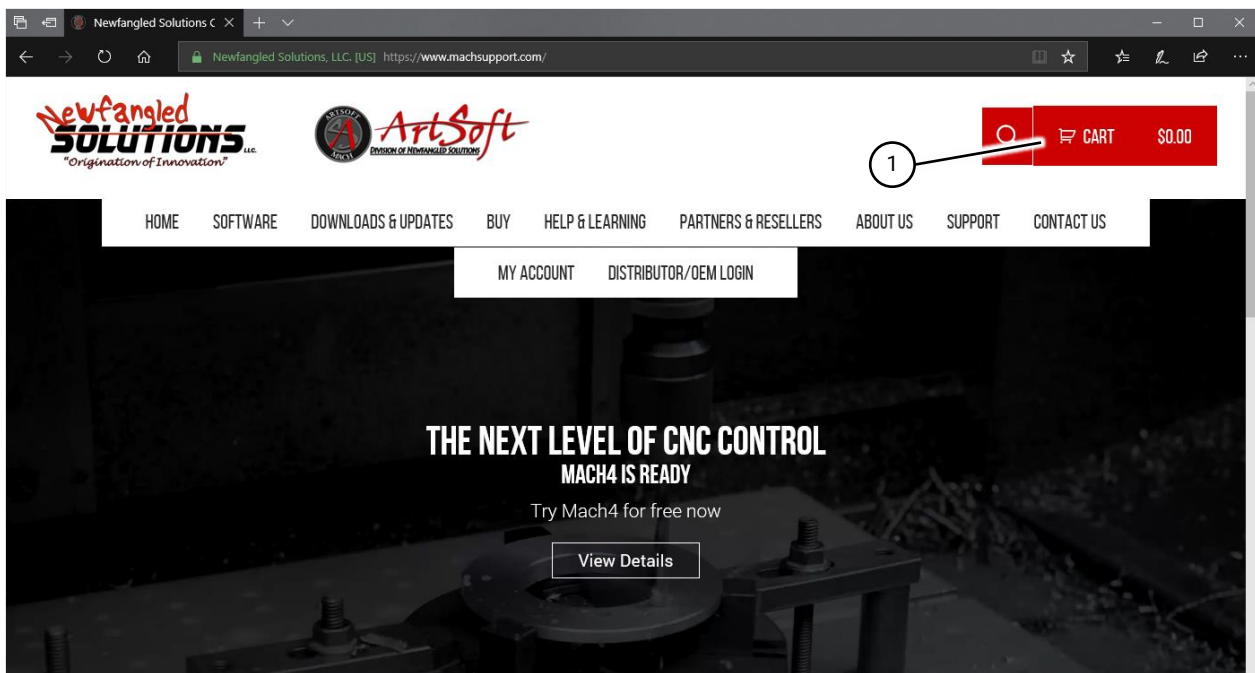 Newfangled Solutions C
Newfangled Solutions, LLC. [US] https://www.machsupport.com/
Newfangled
SOLUTIONS LLC.
"Origination of Innovation"
ARTSOFT
MACH
ArtSoft
DIVISION OF NEWFANGLED SOLUTIONS
CART $0.00
1
HOME SOFTWARE DOWNLOADS & UPDATES BUY HELP & LEARNING PARTNERS & RESELLERS ABOUT US SUPPORT CONTACT US
MY ACCOUNT DISTRIBUTOR/OEM LOGIN
THE NEXT LEVEL OF CNC CONTROL
MACH4 IS READY
Try Mach4 for free now
View Details